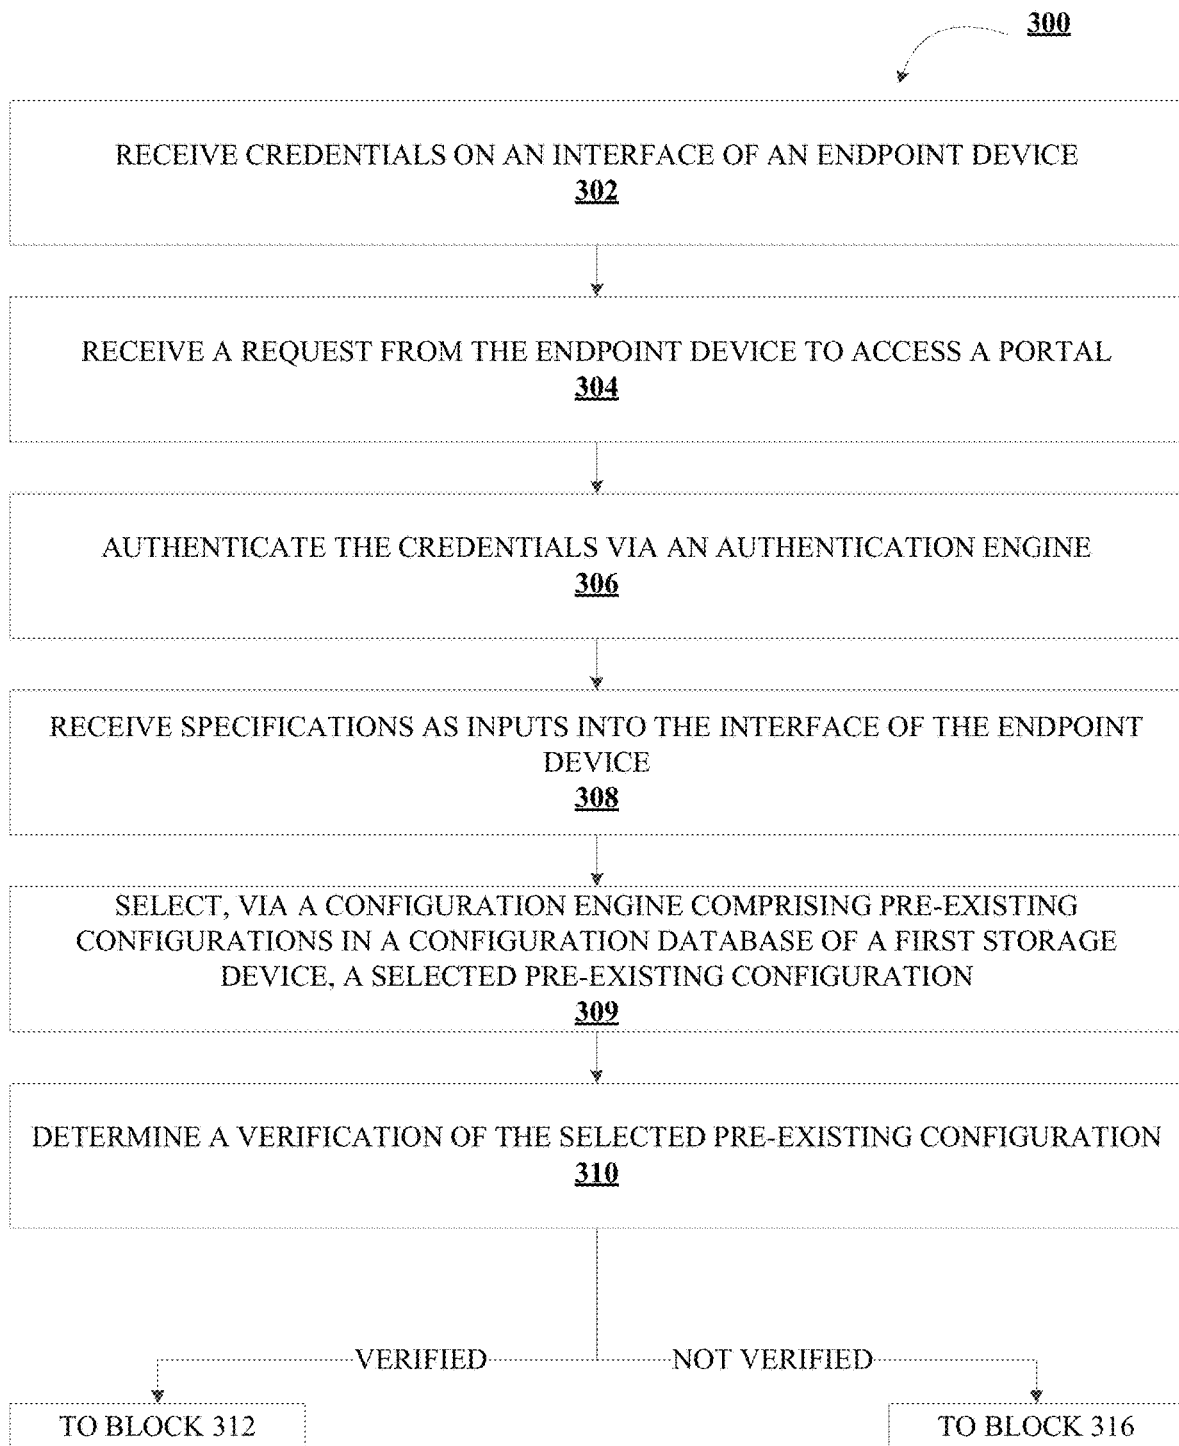 300
RECEIVE CREDENTIALS ON AN INTERFACE OF AN ENDPOINT DEVICE
302
RECEIVE A REQUEST FROM THE ENDPOINT DEVICE TO ACCESS A PORTAL
304
AUTHENTICATE THE CREDENTIALS VIA AN AUTHENTICATION ENGINE
306
RECEIVE SPECIFICATIONS AS INPUTS INTO THE INTERFACE OF THE ENDPOINT
DEVICE
308
SELECT, VIA A CONFIGURATION ENGINE COMPRISING PRE-EXISTING
CONFIGURATIONS IN A CONFIGURATION DATABASE OF A FIRST STORAGE
DEVICE, A SELECTED PRE-EXISTING CONFIGURATION
309
DETERMINE A VERIFICATION OF THE SELECTED PRE-EXISTING CONFIGURATION
310
VERIFIED
NOT VERIFIED
TO BLOCK 312
TO BLOCK 316